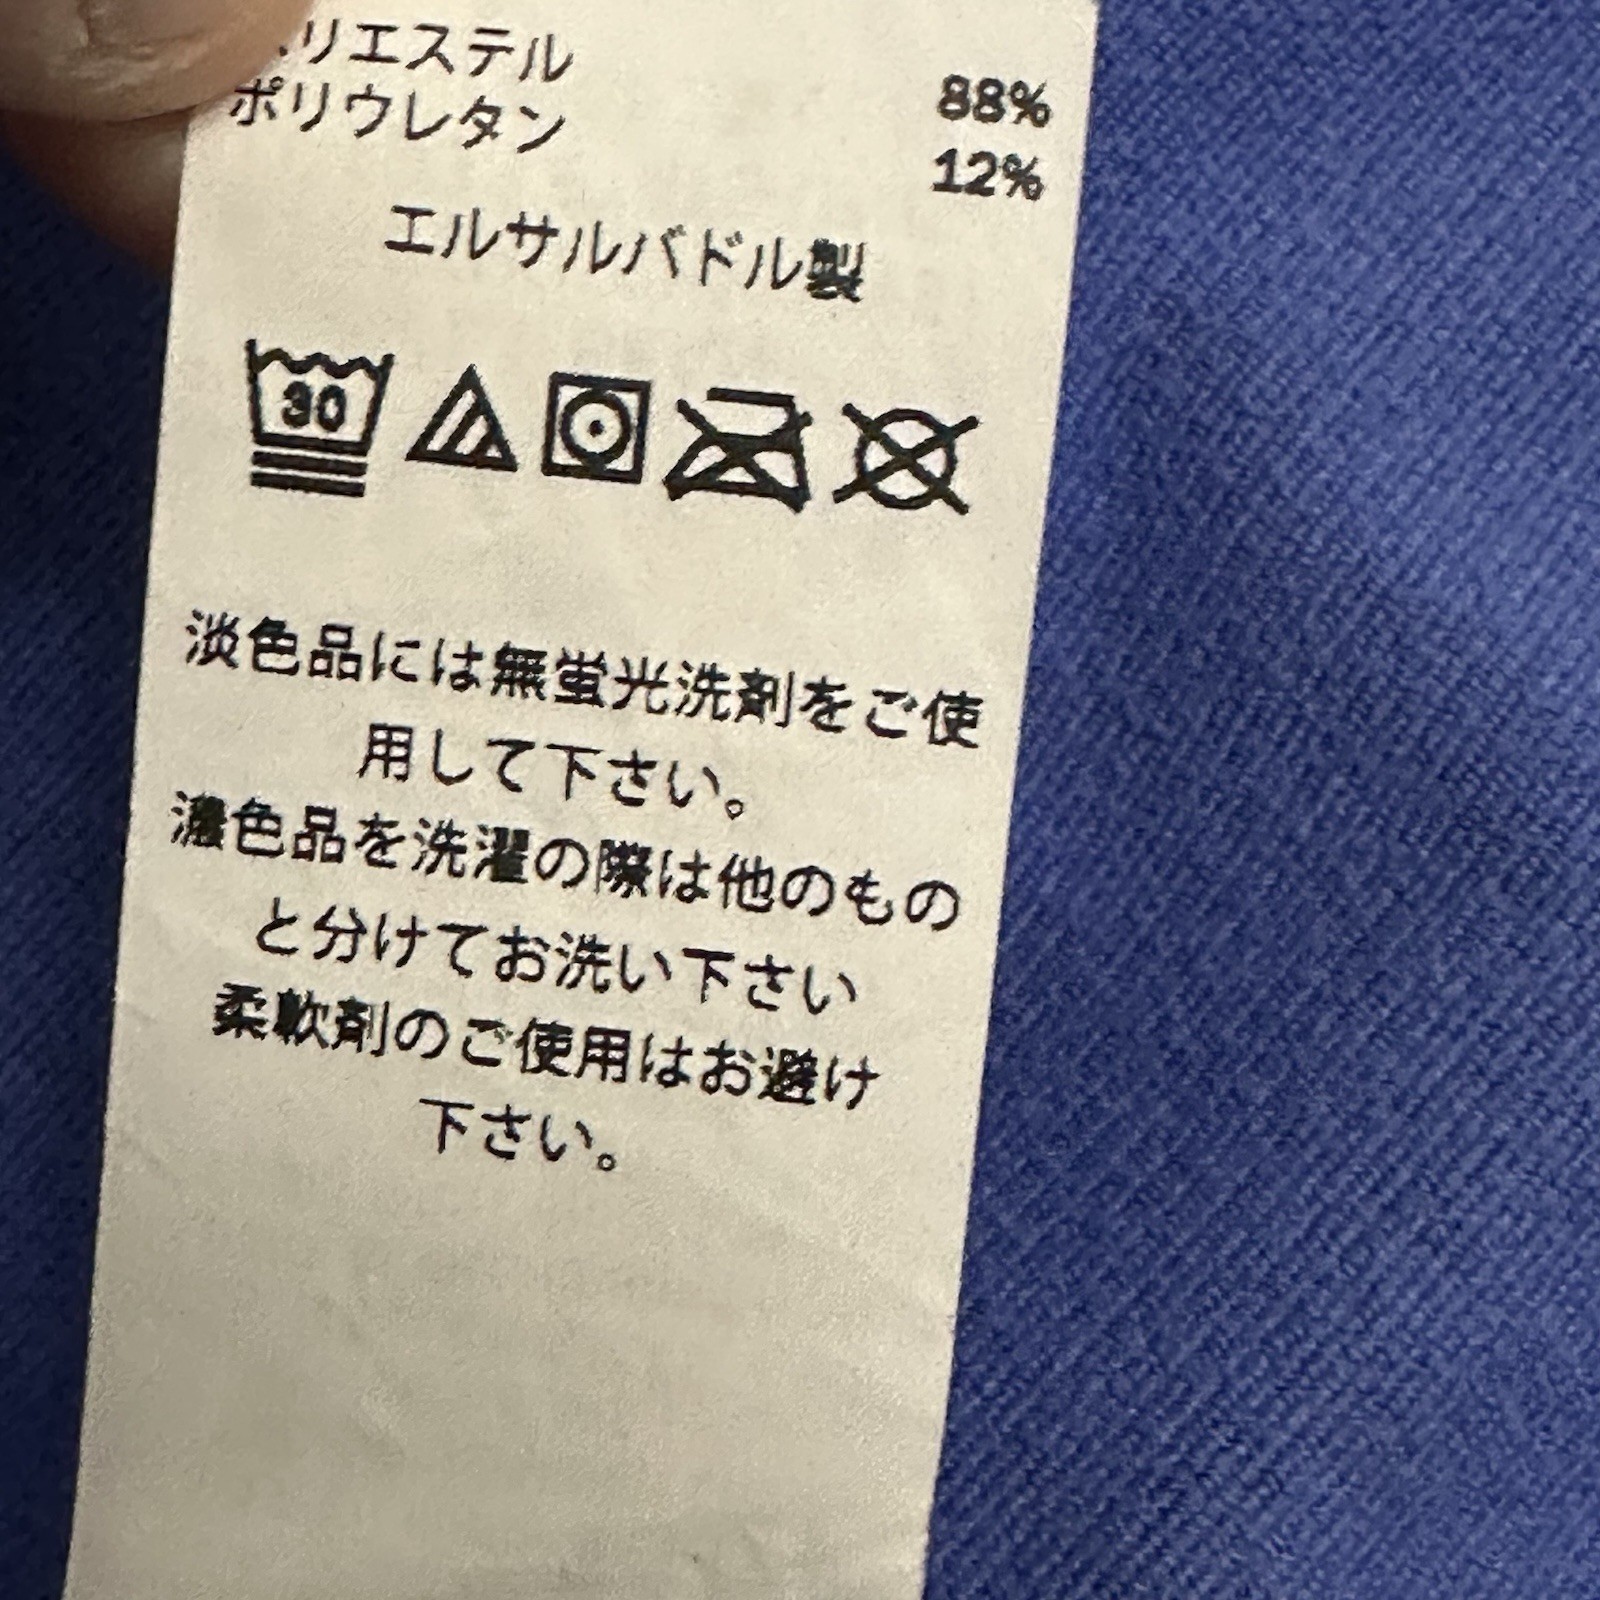 リエステル 88%
ポリウレタン 12%
エルサルバドル製
30
淡色品には無蛍光洗剤をご使
用して下さい。
濃色品を洗濯の際は他のもの
と分けてお洗い下さい
柔軟剤のご使用はお避け
下さい。